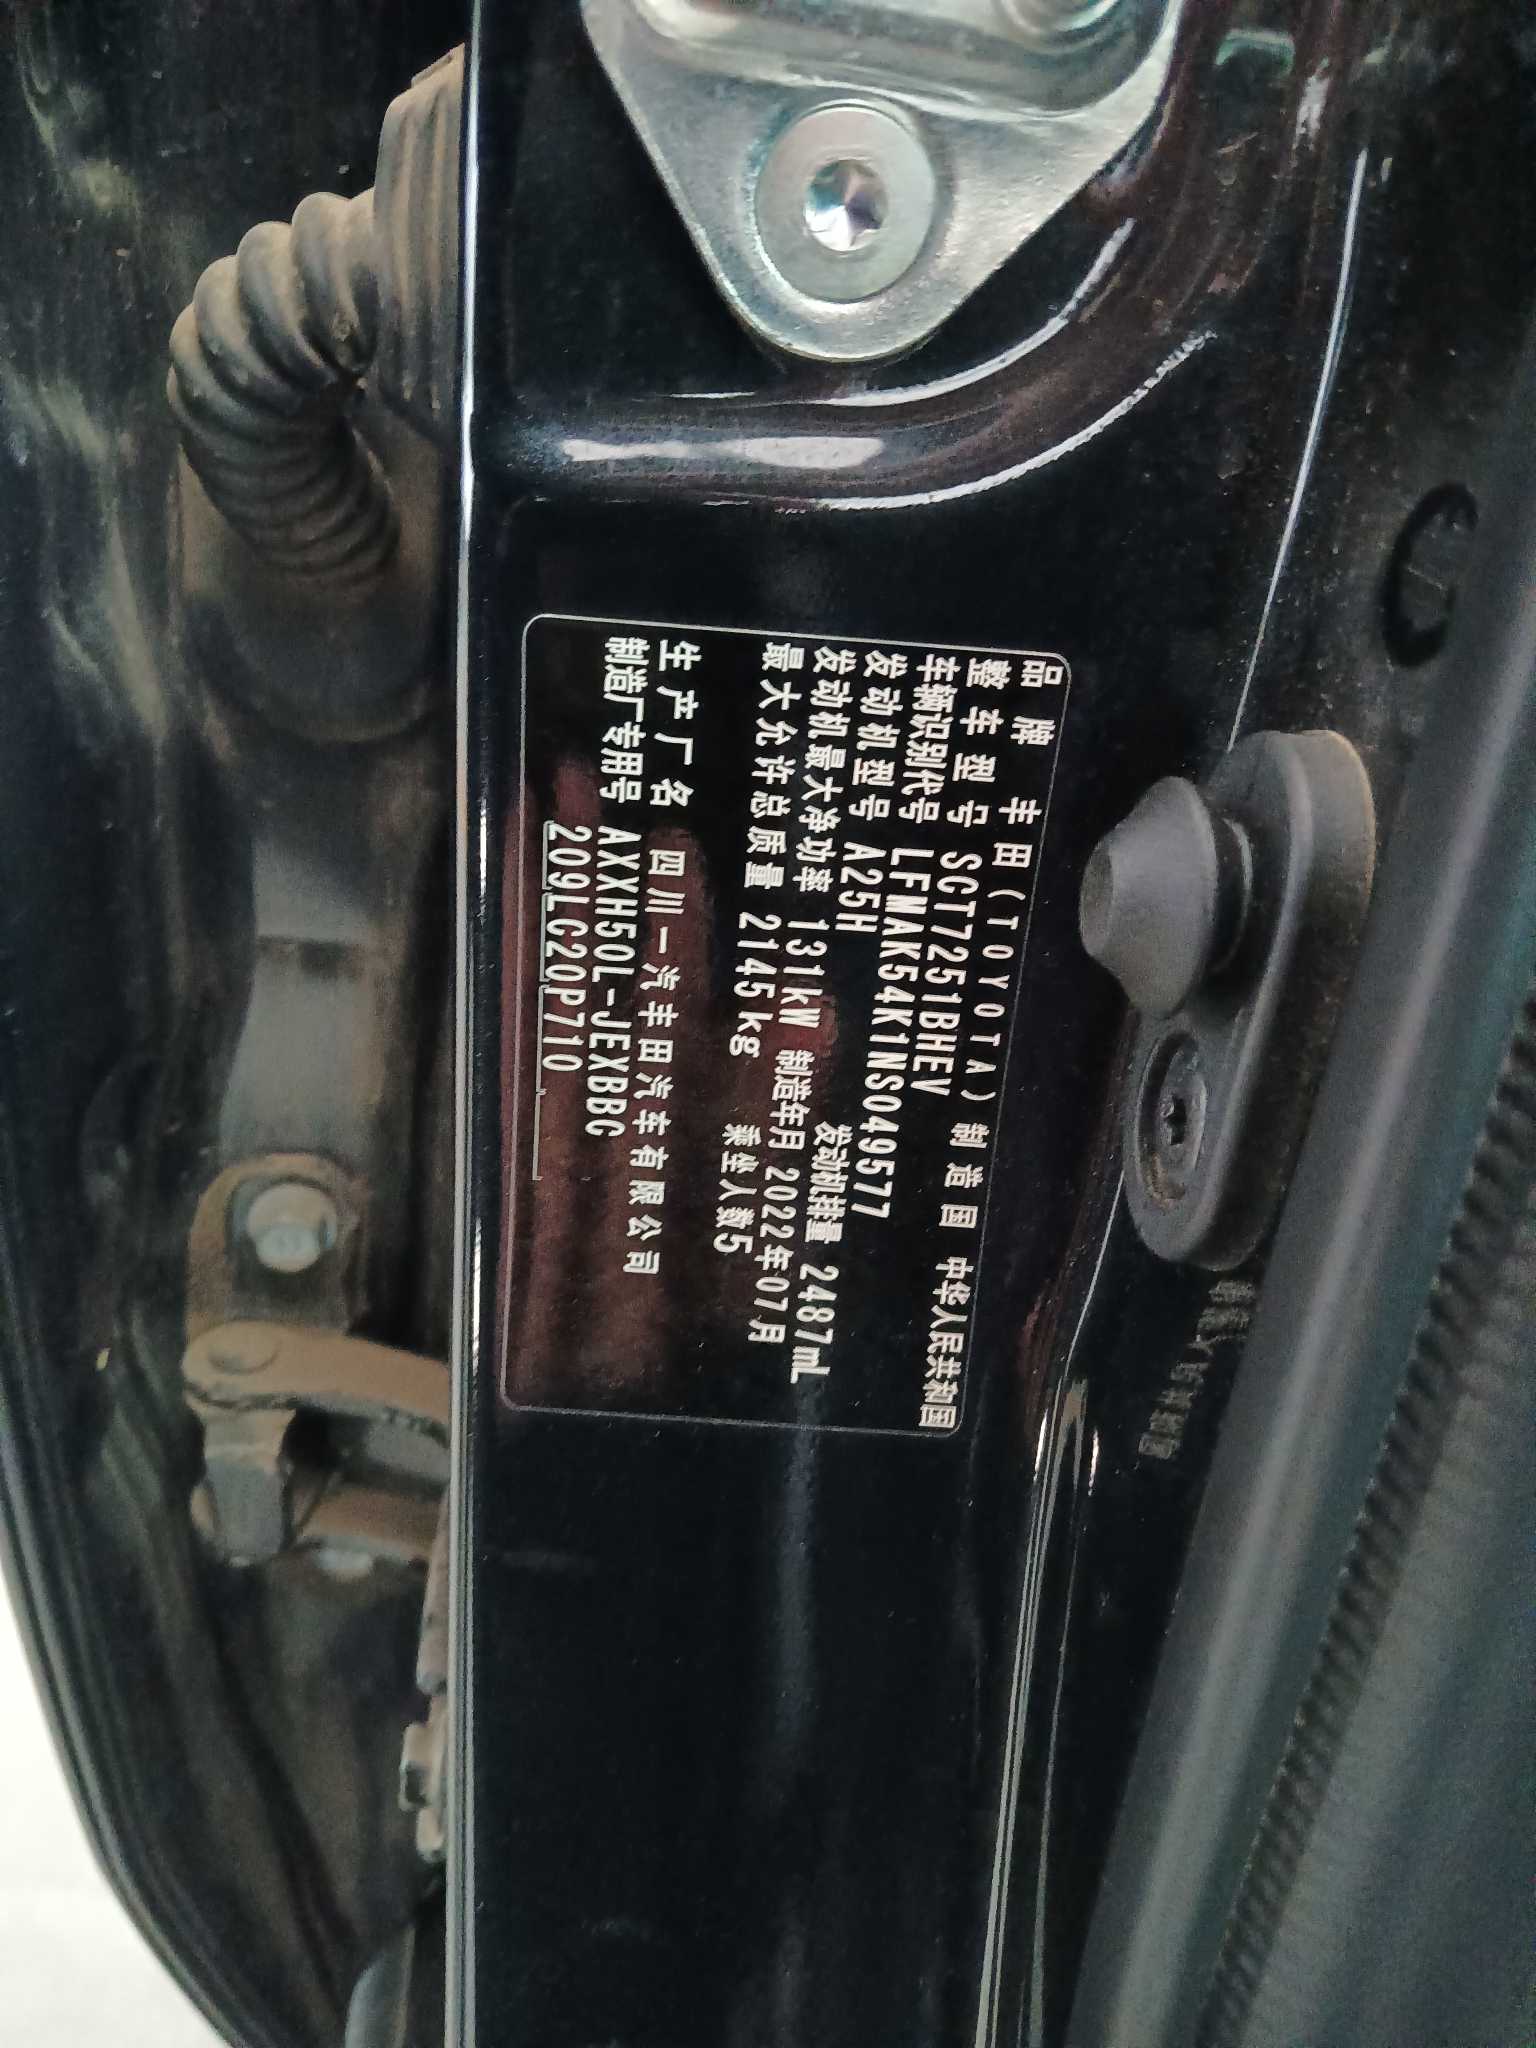 品牌 丰田(TOYOTA) 制造国 中华人民共和国
整车型号 SCT7251BHEV
车辆识别代号 LFMAK54K1NS049577
发动机型号 A25H 发动机排量 2487mL
发动机最大净功率 131kW 制造年月 2022年07月
最大允许总质量 2145kg 乘坐人数5
生产厂名 四川一汽丰田汽车有限公司
制造厂专用号 AXXH50L-JEXBBC
209LC20P710